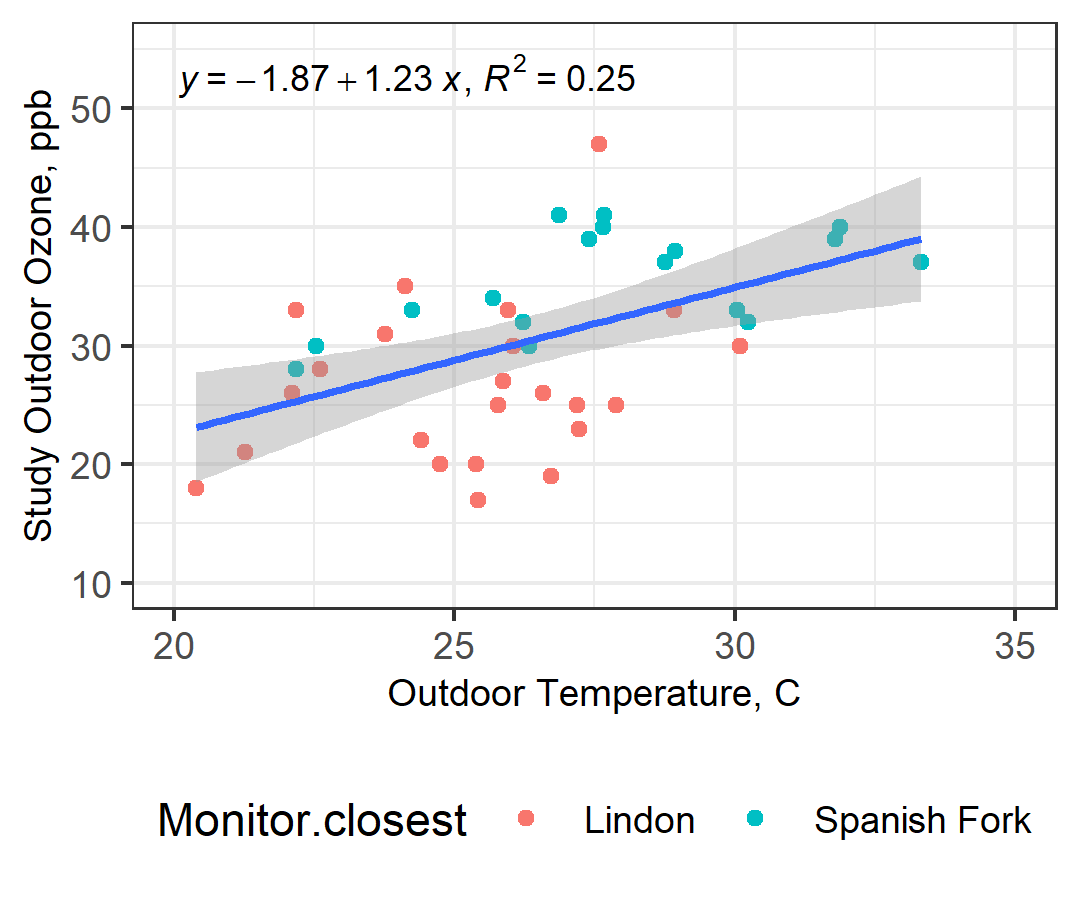 y = −1.87 + 1.23 x, R² = 0.25
Study Outdoor Ozone, ppb
50
40
30
20
10
20 25 30 35
Outdoor Temperature, C
Monitor.closest Lindon Spanish Fork